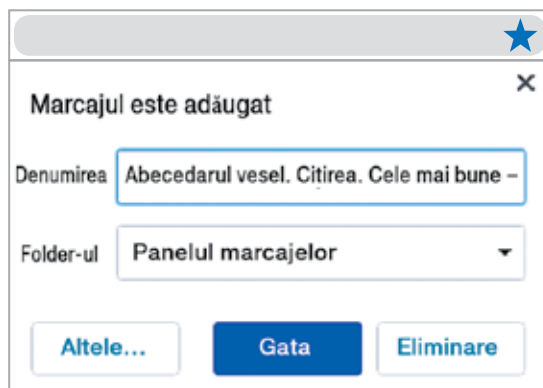 Marcajul este adăugat
Denumirea Abecedarul vesel. Citirea. Cele mai bune –
Folder-ul Panelul marcajelor
Altele... Gata Eliminare